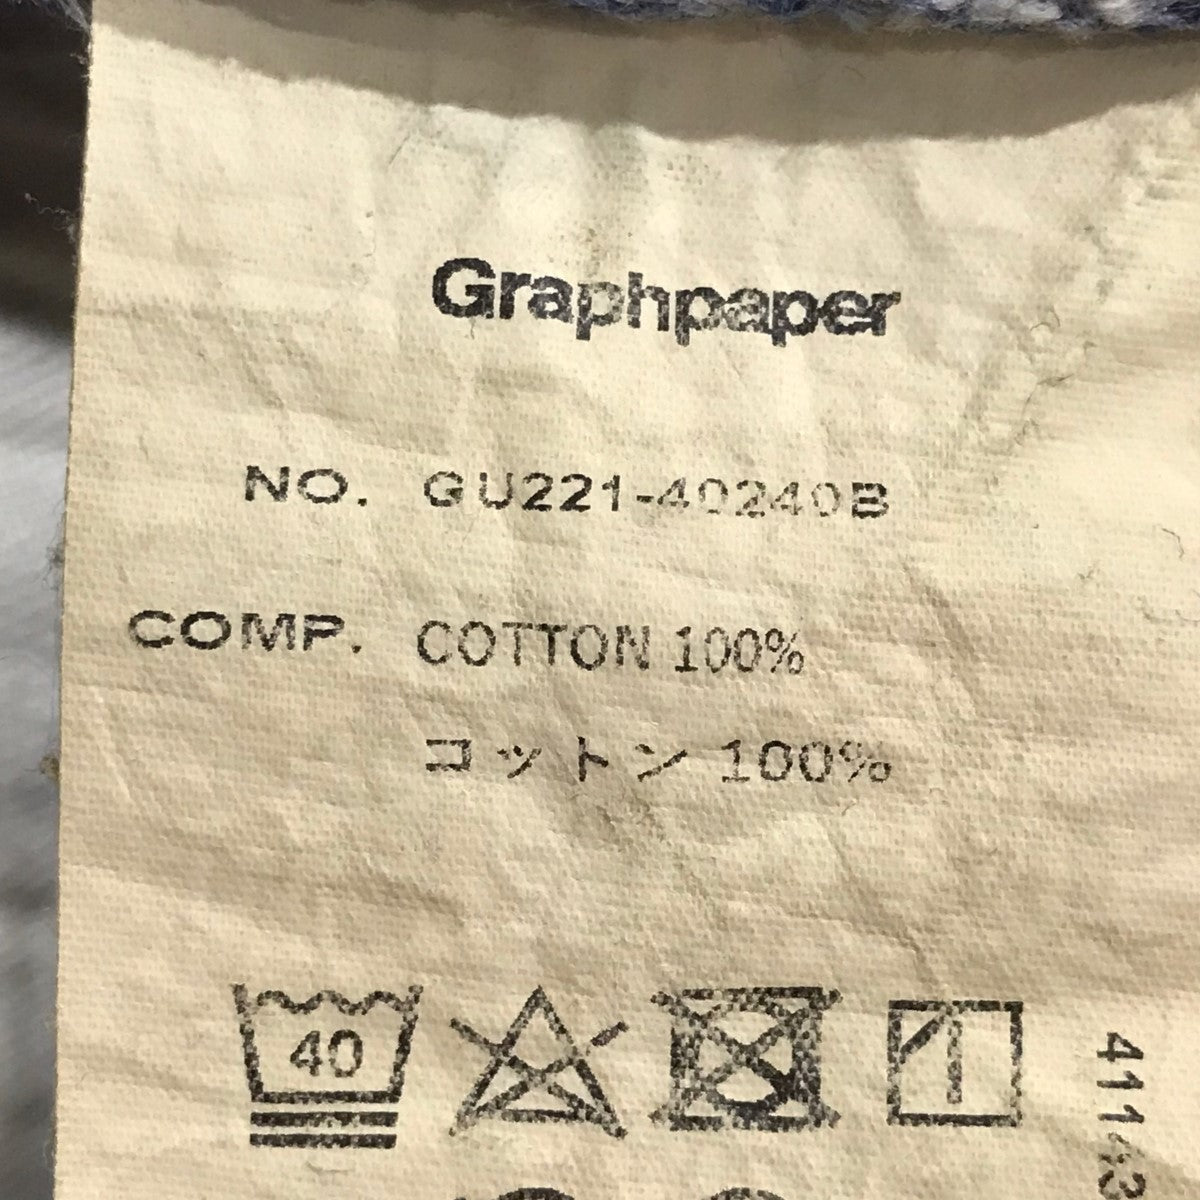 Graphpaper
NO. GU221-40240B
COMP. COTTON 100%
コットン 100%
40